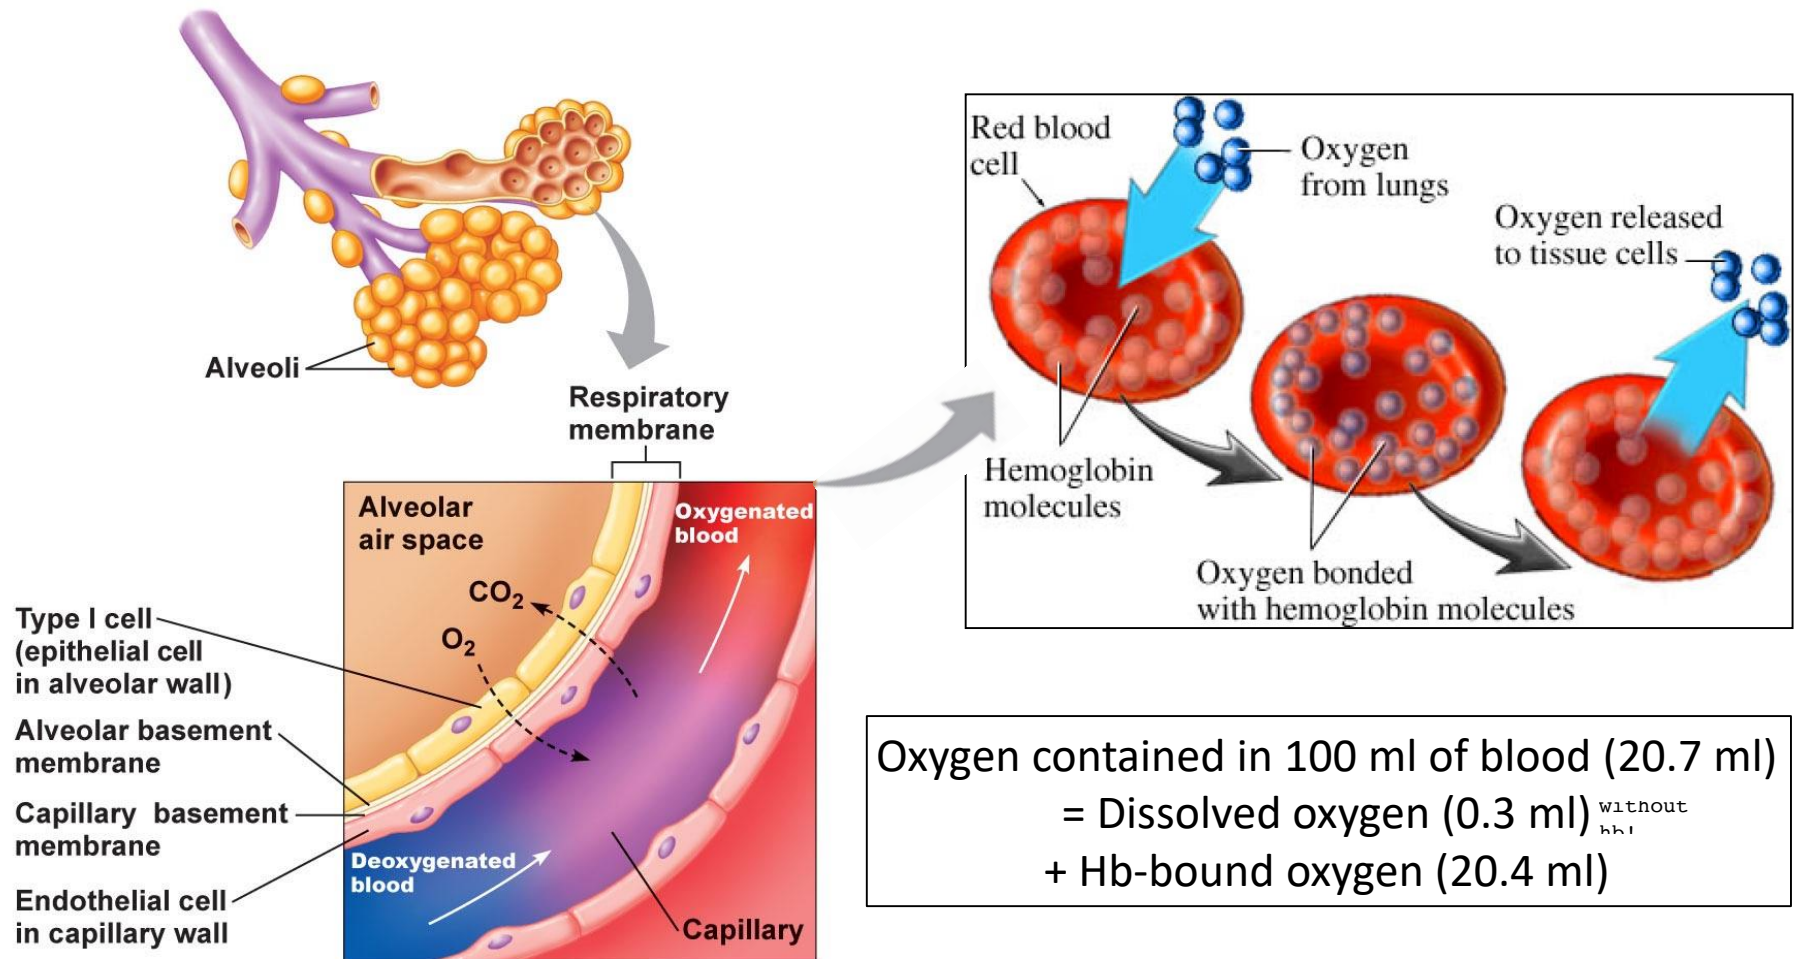 Alveoli
Respiratory
membrane
Alveolar
air space
Oxygenated
blood
CO₂
O₂
Type I cell
(epithelial cell
in alveolar wall)
Alveolar basement
membrane
Capillary basement
membrane
Endothelial cell
in capillary wall
Deoxygenated
blood
Capillary
Red blood
cell
Oxygen
from lungs
Oxygen released
to tissue cells
Hemoglobin
molecules
Oxygen bonded
with hemoglobin molecules
Oxygen contained in 100 ml of blood (20.7 ml)
= Dissolved oxygen (0.3 ml) without
hb!
+ Hb-bound oxygen (20.4 ml)